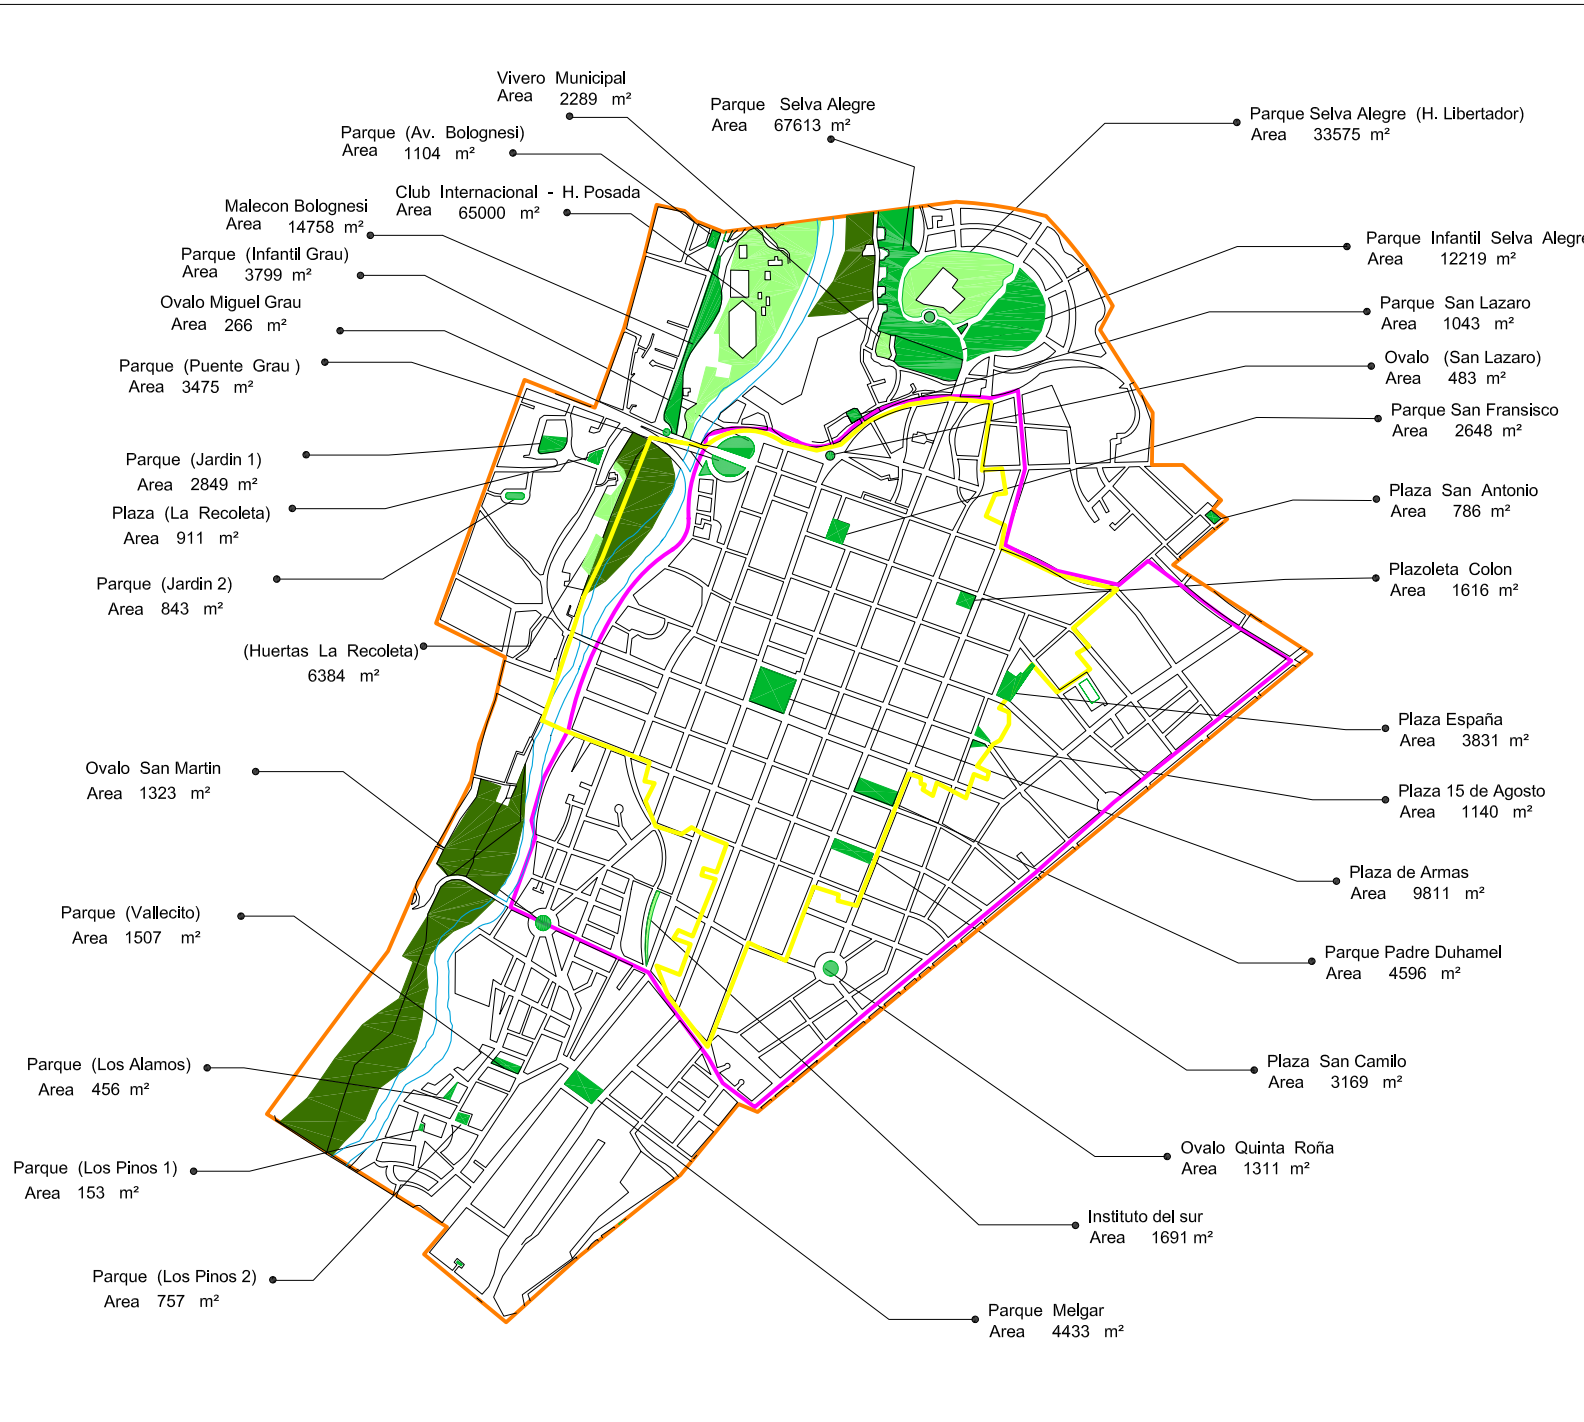 Vivero Municipal
Area 2289 m²
Parque Selva Alegre
Area 67613 m²
Parque Selva Alegre (H. Libertador)
Area 33575 m²
Parque (Av. Bolognesi)
Area 1104 m²
Club Internacional - H. Posada
Area 65000 m²
Malecon Bolognesi
Area 14758 m²
Parque (Infantil Grau)
Area 3799 m²
Ovalo Miguel Grau
Area 266 m²
Parque (Puente Grau )
Area 3475 m²
Parque (Jardin 1)
Area 2849 m²
Plaza (La Recoleta)
Area 911 m²
Parque (Jardin 2)
Area 843 m²
(Huertas La Recoleta)
6384 m²
Ovalo San Martin
Area 1323 m²
Parque (Vallecito)
Area 1507 m²
Parque (Los Alamos)
Area 456 m²
Parque (Los Pinos 1)
Area 153 m²
Parque (Los Pinos 2)
Area 757 m²
Parque Infantil Selva Alegre
Area 12219 m²
Parque San Lazaro
Area 1043 m²
Ovalo (San Lazaro)
Area 483 m²
Parque San Fransisco
Area 2648 m²
Plaza San Antonio
Area 786 m²
Plazoleta Colon
Area 1616 m²
Plaza España
Area 3831 m²
Plaza 15 de Agosto
Area 1140 m²
Plaza de Armas
Area 9811 m²
Parque Padre Duhamel
Area 4596 m²
Plaza San Camilo
Area 3169 m²
Ovalo Quinta Roña
Area 1311 m²
Instituto del sur
Area 1691 m²
Parque Melgar
Area 4433 m²